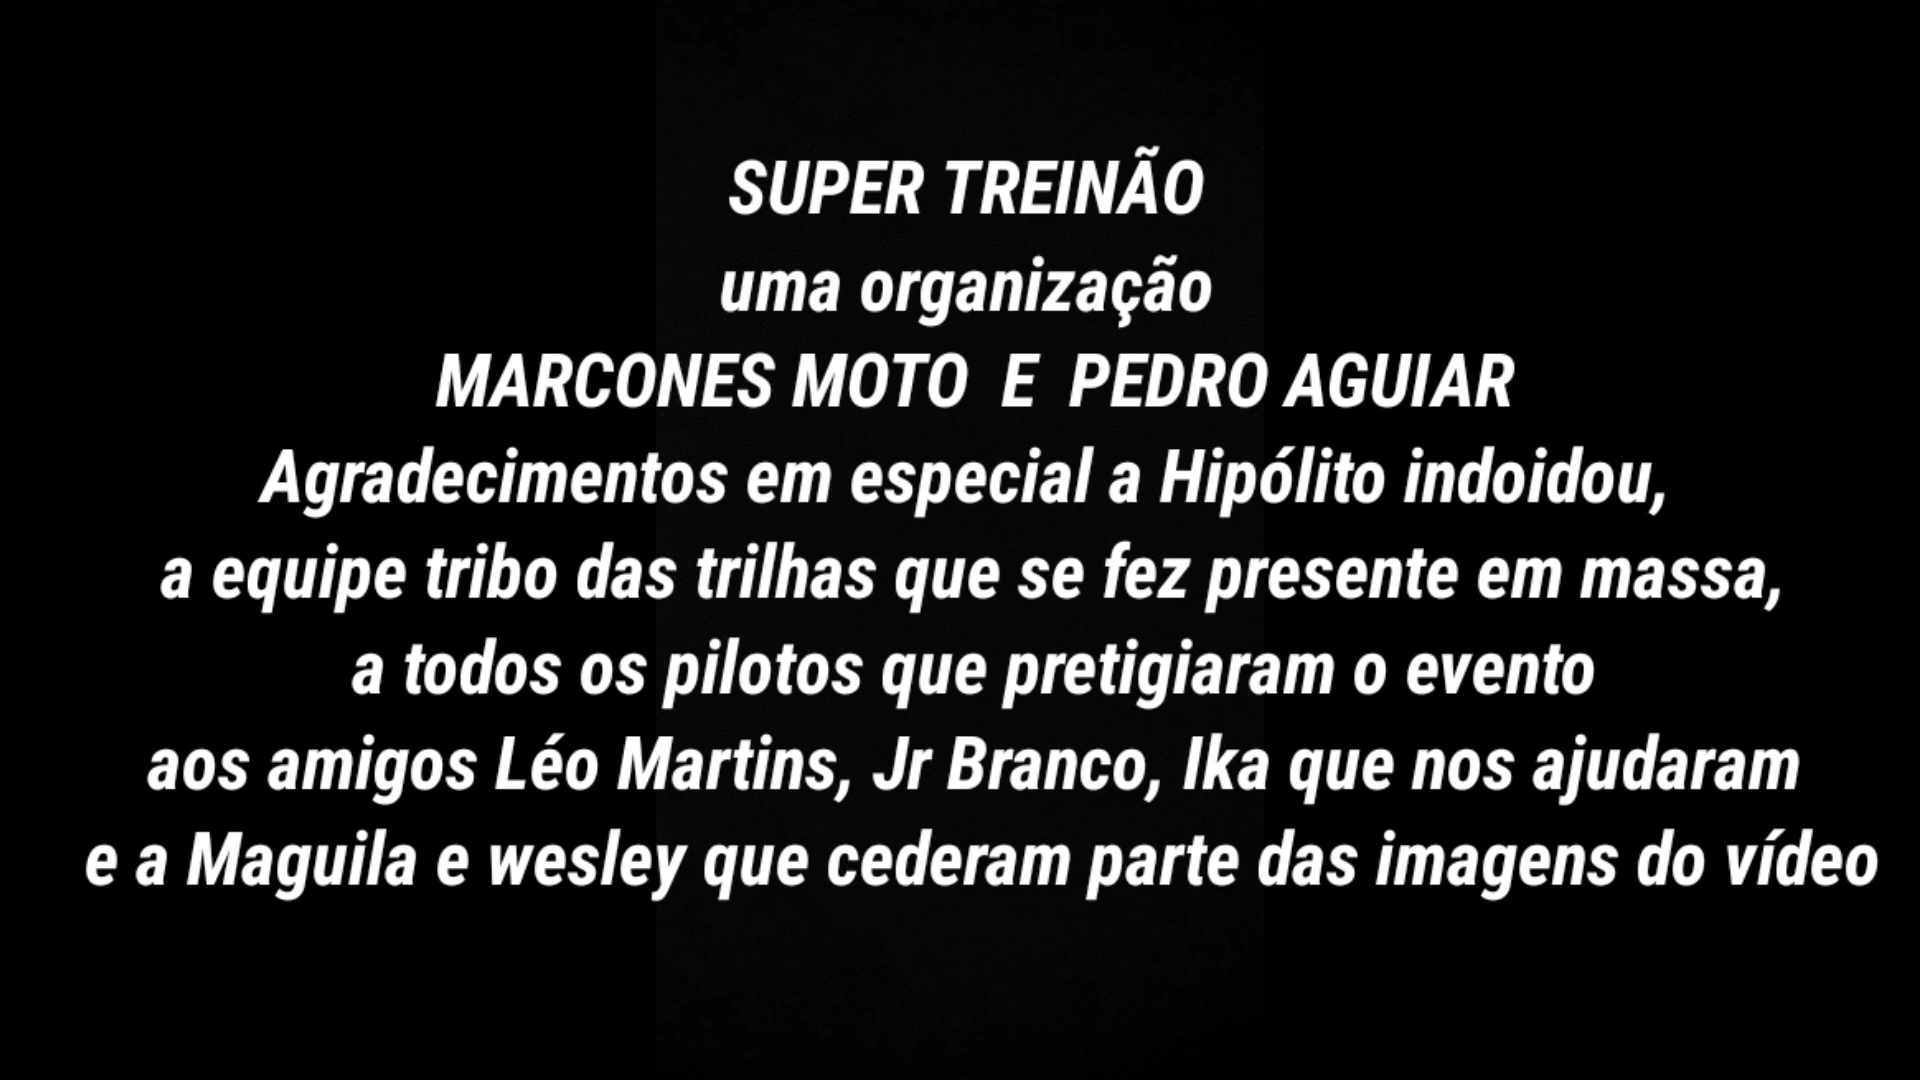 SUPER TREINÃO
uma organização
MARCONES MOTO E PEDRO AGUIAR
Agradecimentos em especial a Hipólito indoidou,
a equipe tribo das trilhas que se fez presente em massa,
a todos os pilotos que pretigiaram o evento
aos amigos Léo Martins, Jr Branco, Ika que nos ajudaram
e a Maguila e wesley que cederam parte das imagens do vídeo